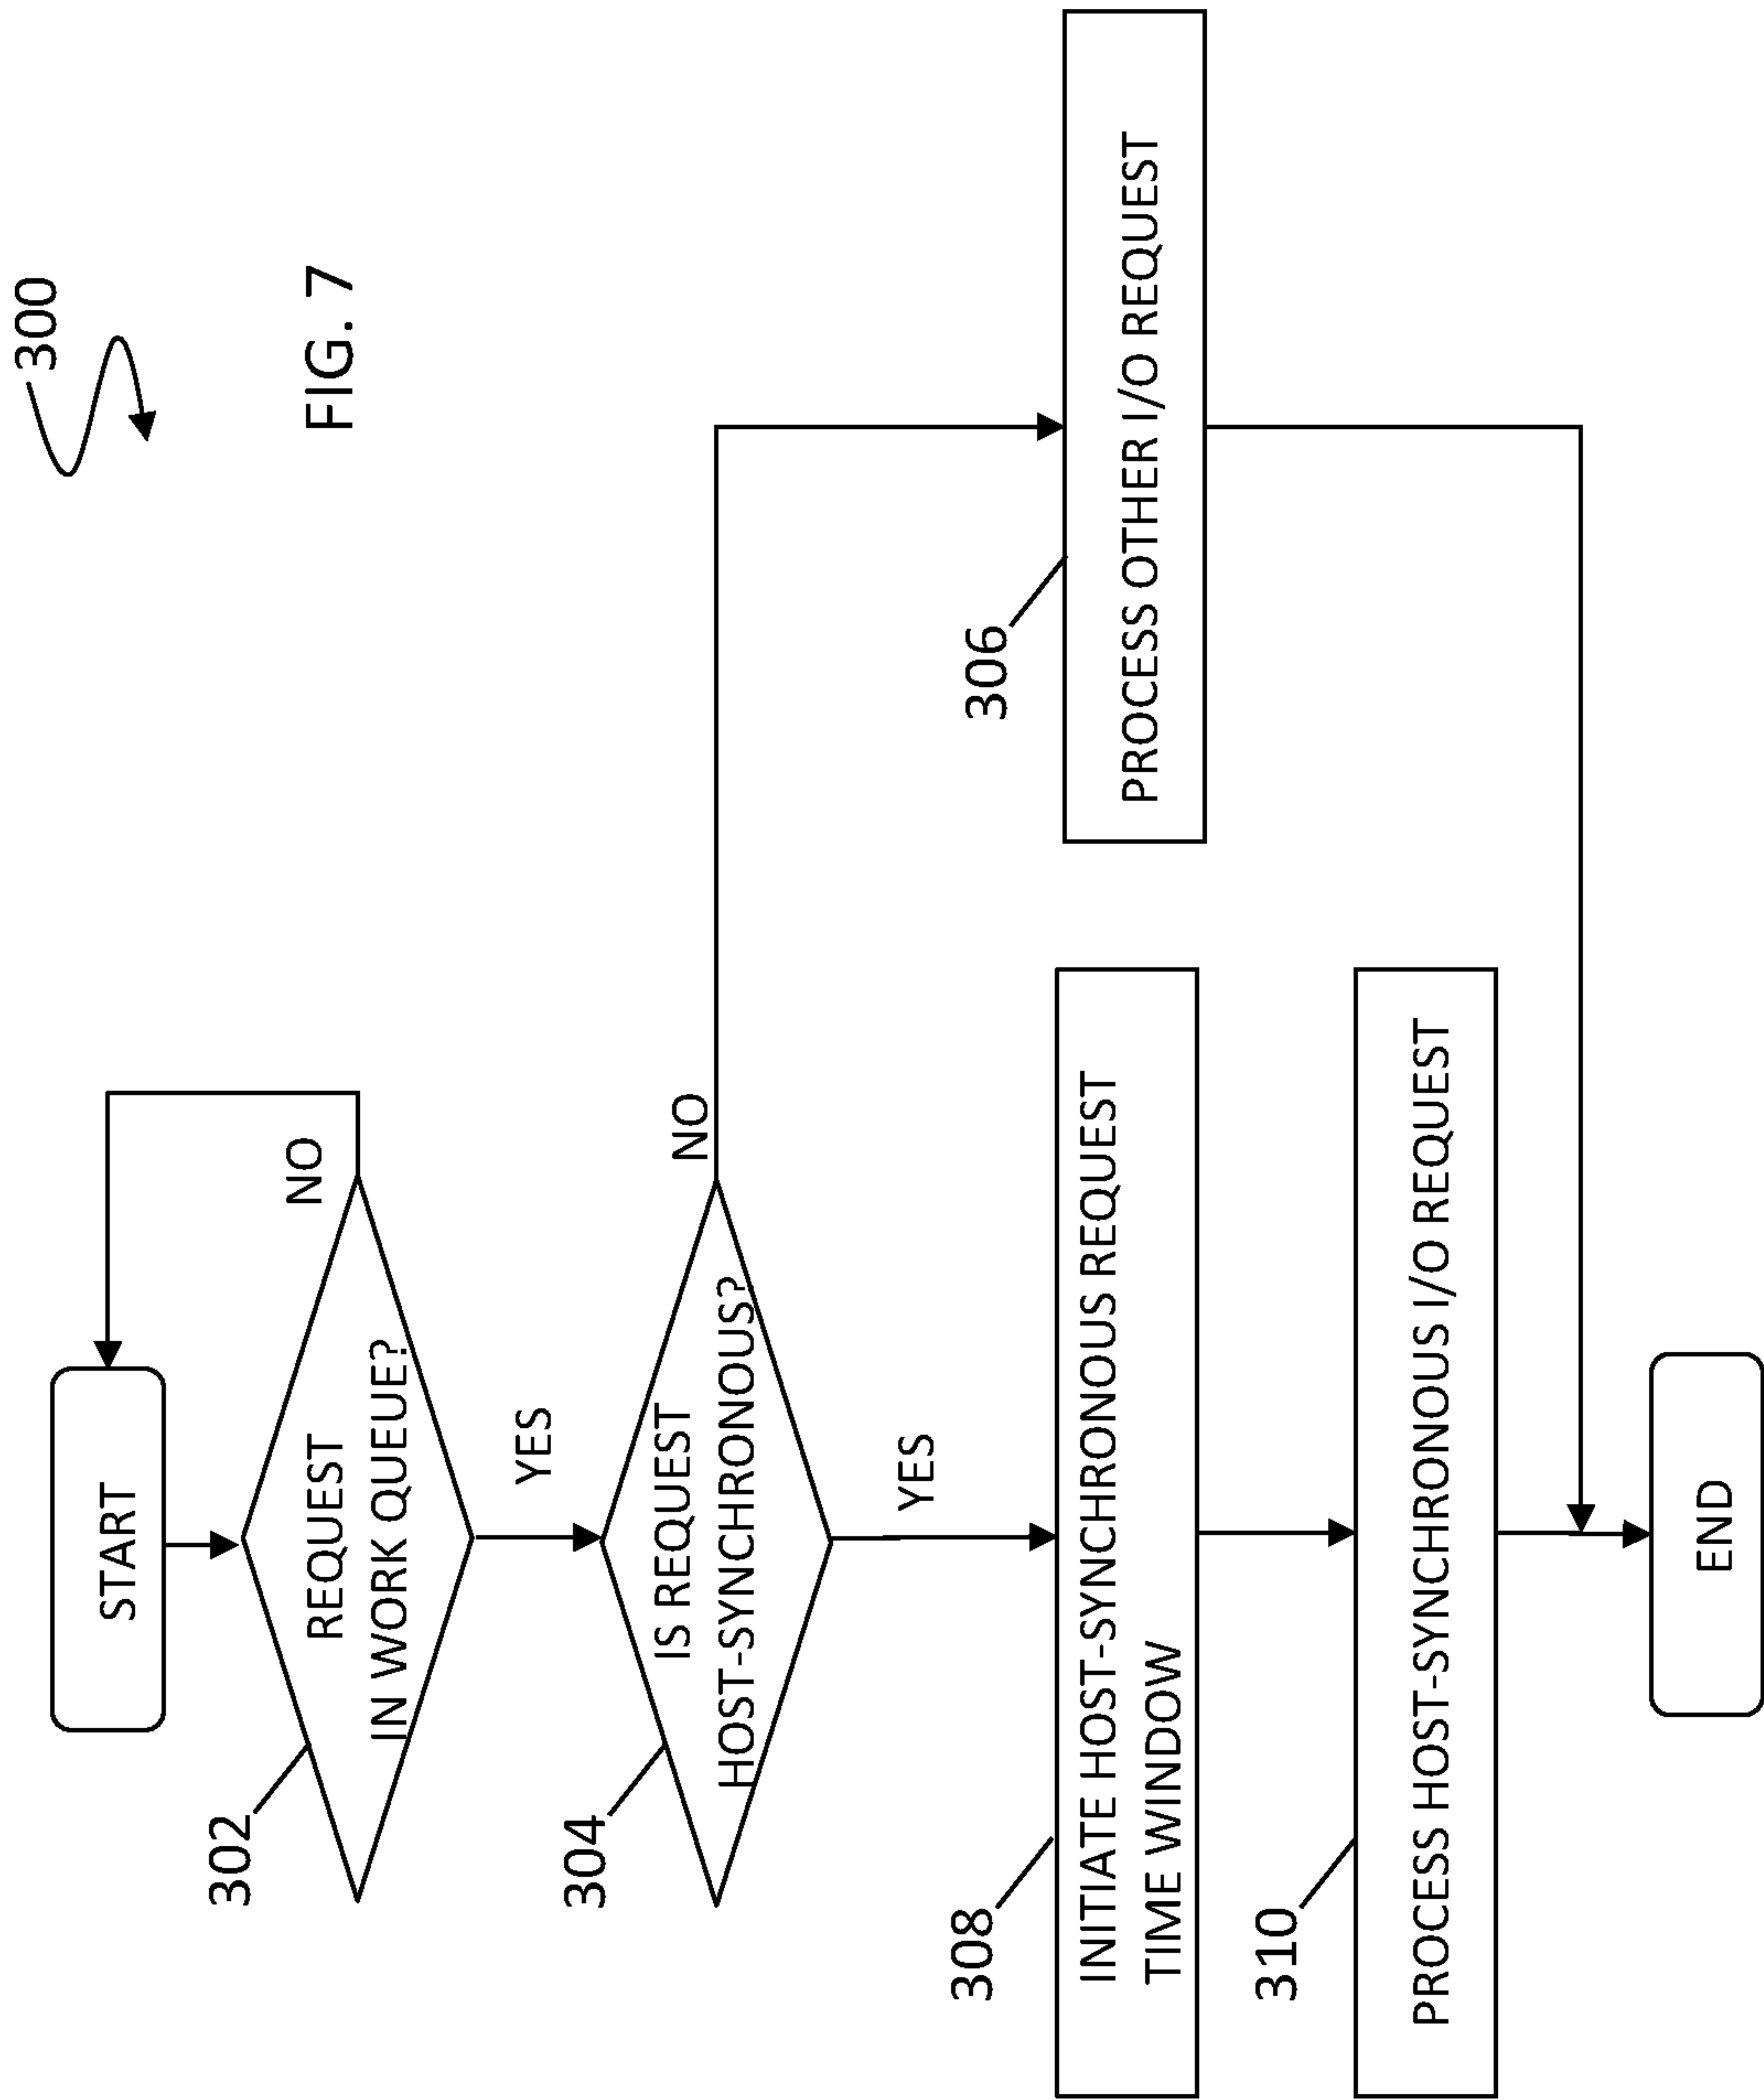 300
FIG. 7
START
302
REQUEST
IN WORK QUEUE?
NO
YES
304
IS REQUEST
HOST-SYNCHRONOUS?
NO
YES
306
PROCESS OTHER I/O REQUEST
308
INITIATE HOST-SYNCHRONOUS REQUEST
TIME WINDOW
310
PROCESS HOST-SYNCHRONOUS I/O REQUEST
END